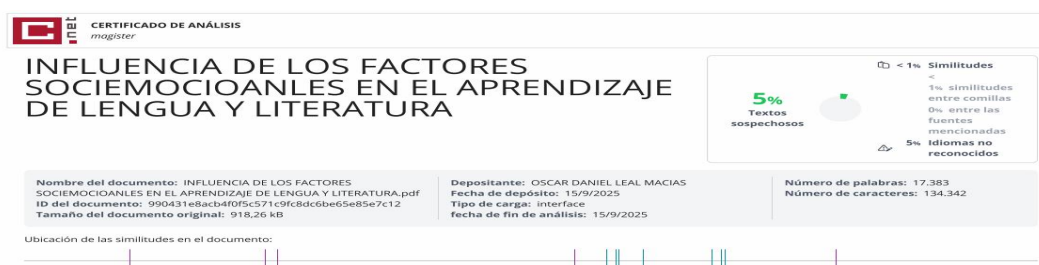 C
.net
CERTIFICADO DE ANÁLISIS
magister
INFLUENCIA DE LOS FACTORES
SOCIEMOCIOANLES EN EL APRENDIZAJE
DE LENGUA Y LITERATURA
5%
Textos
sospechosos
< 1% Similitudes
<
1% similitudes
entre comillas
0% entre las
fuentes
mencionadas
5% Idiomas no
reconocidos
Nombre del documento: INFLUENCIA DE LOS FACTORES
SOCIEMOCIOANLES EN EL APRENDIZAJE DE LENGUA Y LITERATURA.pdf
ID del documento: 990431e8acb4f0f5c571c9fc8dc6be65e85e7c12
Tamaño del documento original: 918,26 kB
Depositante: OSCAR DANIEL LEAL MACIAS
Fecha de depósito: 15/9/2025
Tipo de carga: interface
fecha de fin de análisis: 15/9/2025
Número de palabras: 17.383
Número de caracteres: 134.342
Ubicación de las similitudes en el documento: